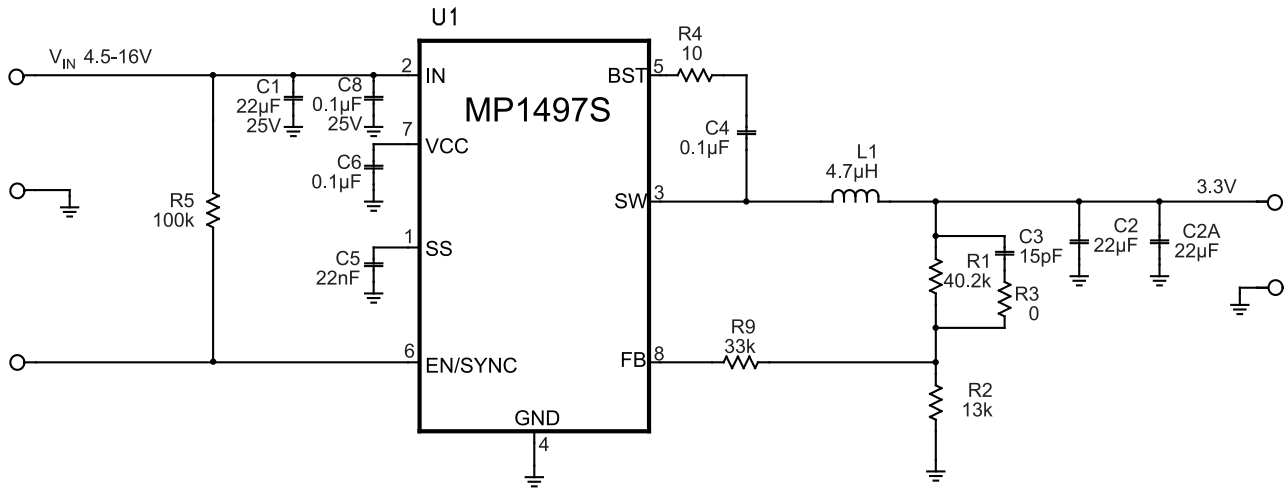 U1
V_IN 4.5-16V
2
IN
MP1497S
BST
5
R4
10
C1
22µF
25V
C8
0.1µF
25V
7
VCC
C6
0.1µF
C4
0.1µF
L1
4.7µH
R5
100k
SW
3
3.3V
1
SS
C5
22nF
C3
15pF
R1
40.2k
R3
0
C2
22µF
C2A
22µF
6
EN/SYNC
FB
8
R9
33k
R2
13k
GND
4